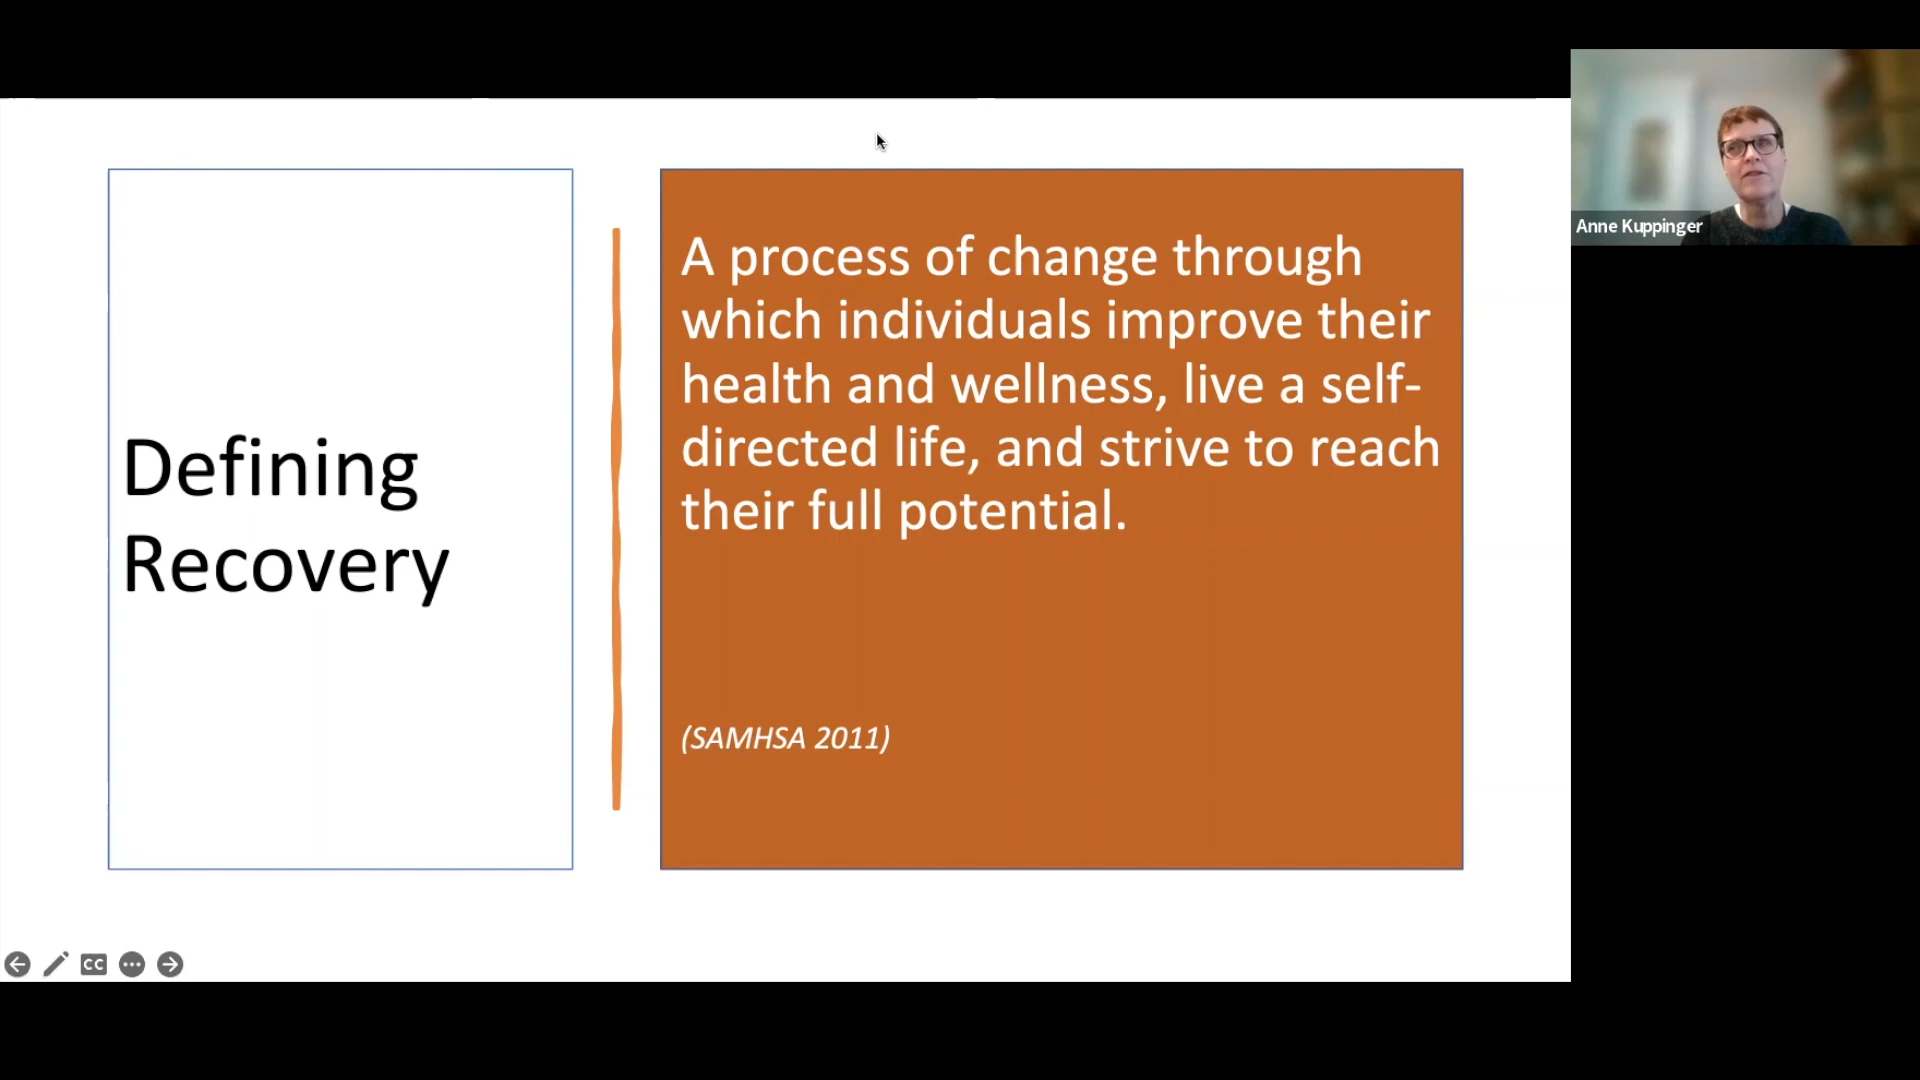 Defining
Recovery
A process of change through
which individuals improve their
health and wellness, live a self-
directed life, and strive to reach
their full potential.
(SAMHSA 2011)
Anne Kuppinger
CC